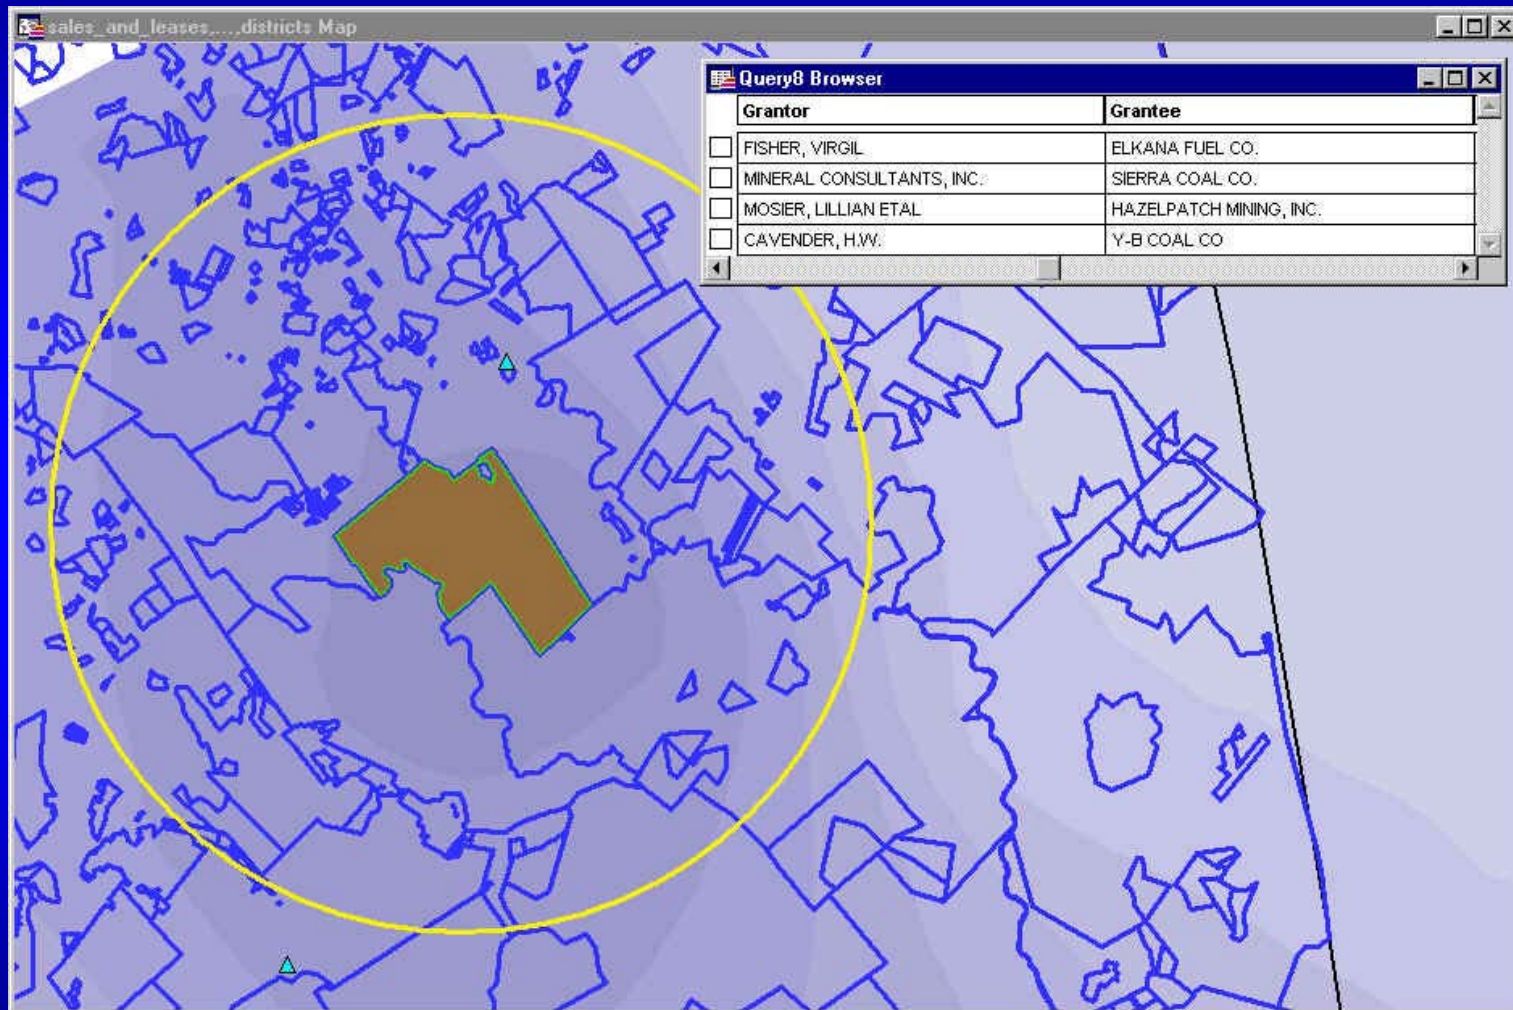 sales_and_leases,...,districts Map
Query8 Browser
Grantor Grantee
FISHER, VIRGIL ELKANA FUEL CO.
MINERAL CONSULTANTS, INC. SIERRA COAL CO.
MOSIER, LILLIAN ETAL HAZELPATCH MINING, INC.
CAVENDER, H.W. Y-B COAL CO